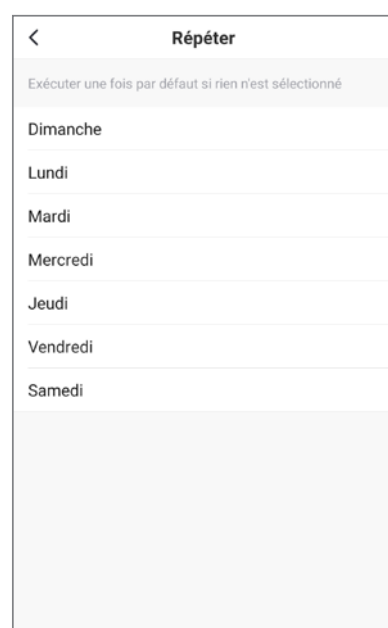 Répéter
Exécuter une fois par défaut si rien n'est sélectionné
Dimanche
Lundi
Mardi
Mercredi
Jeudi
Vendredi
Samedi